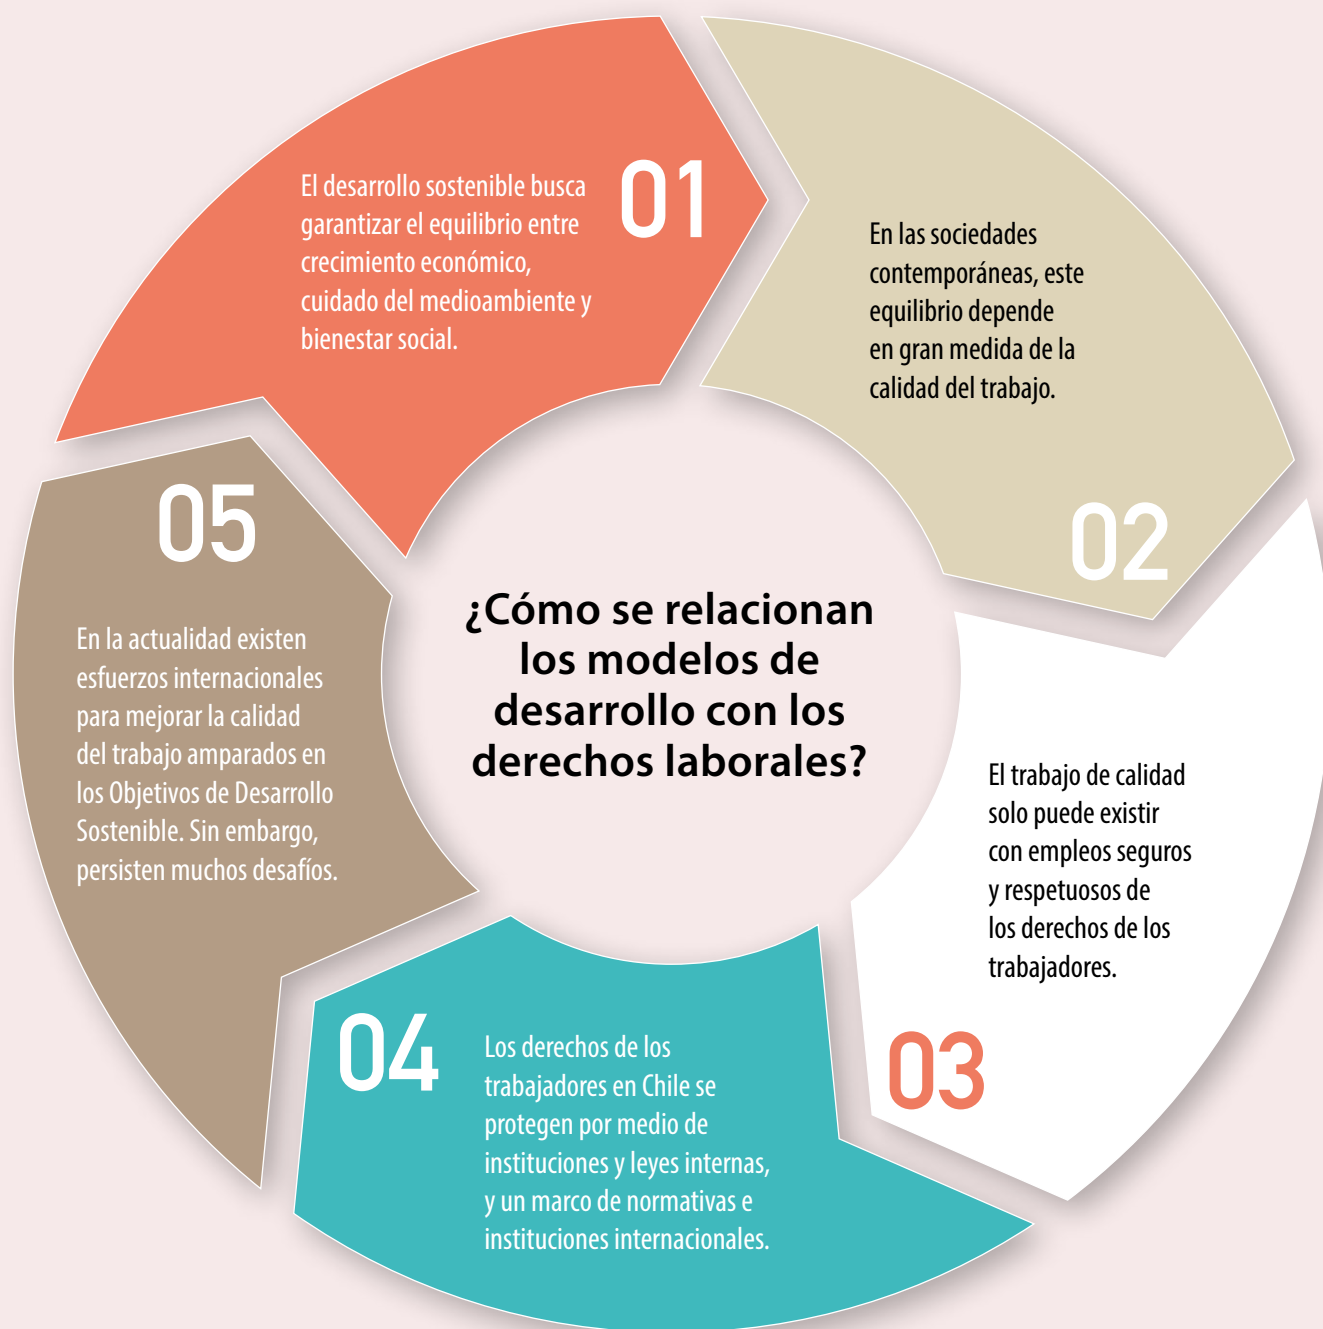 ¿Cómo se relacionan
los modelos de
desarrollo con los
derechos laborales?
01
El desarrollo sostenible busca
garantizar el equilibrio entre
crecimiento económico,
cuidado del medioambiente y
bienestar social.
02
En las sociedades
contemporáneas, este
equilibrio depende
en gran medida de la
calidad del trabajo.
03
El trabajo de calidad
solo puede existir
con empleos seguros
y respetuosos de
los derechos de los
trabajadores.
04
Los derechos de los
trabajadores en Chile se
protegen por medio de
instituciones y leyes internas,
y un marco de normativas e
instituciones internacionales.
05
En la actualidad existen
esfuerzos internacionales
para mejorar la calidad
del trabajo amparados en
los Objetivos de Desarrollo
Sostenible. Sin embargo,
persisten muchos desafíos.